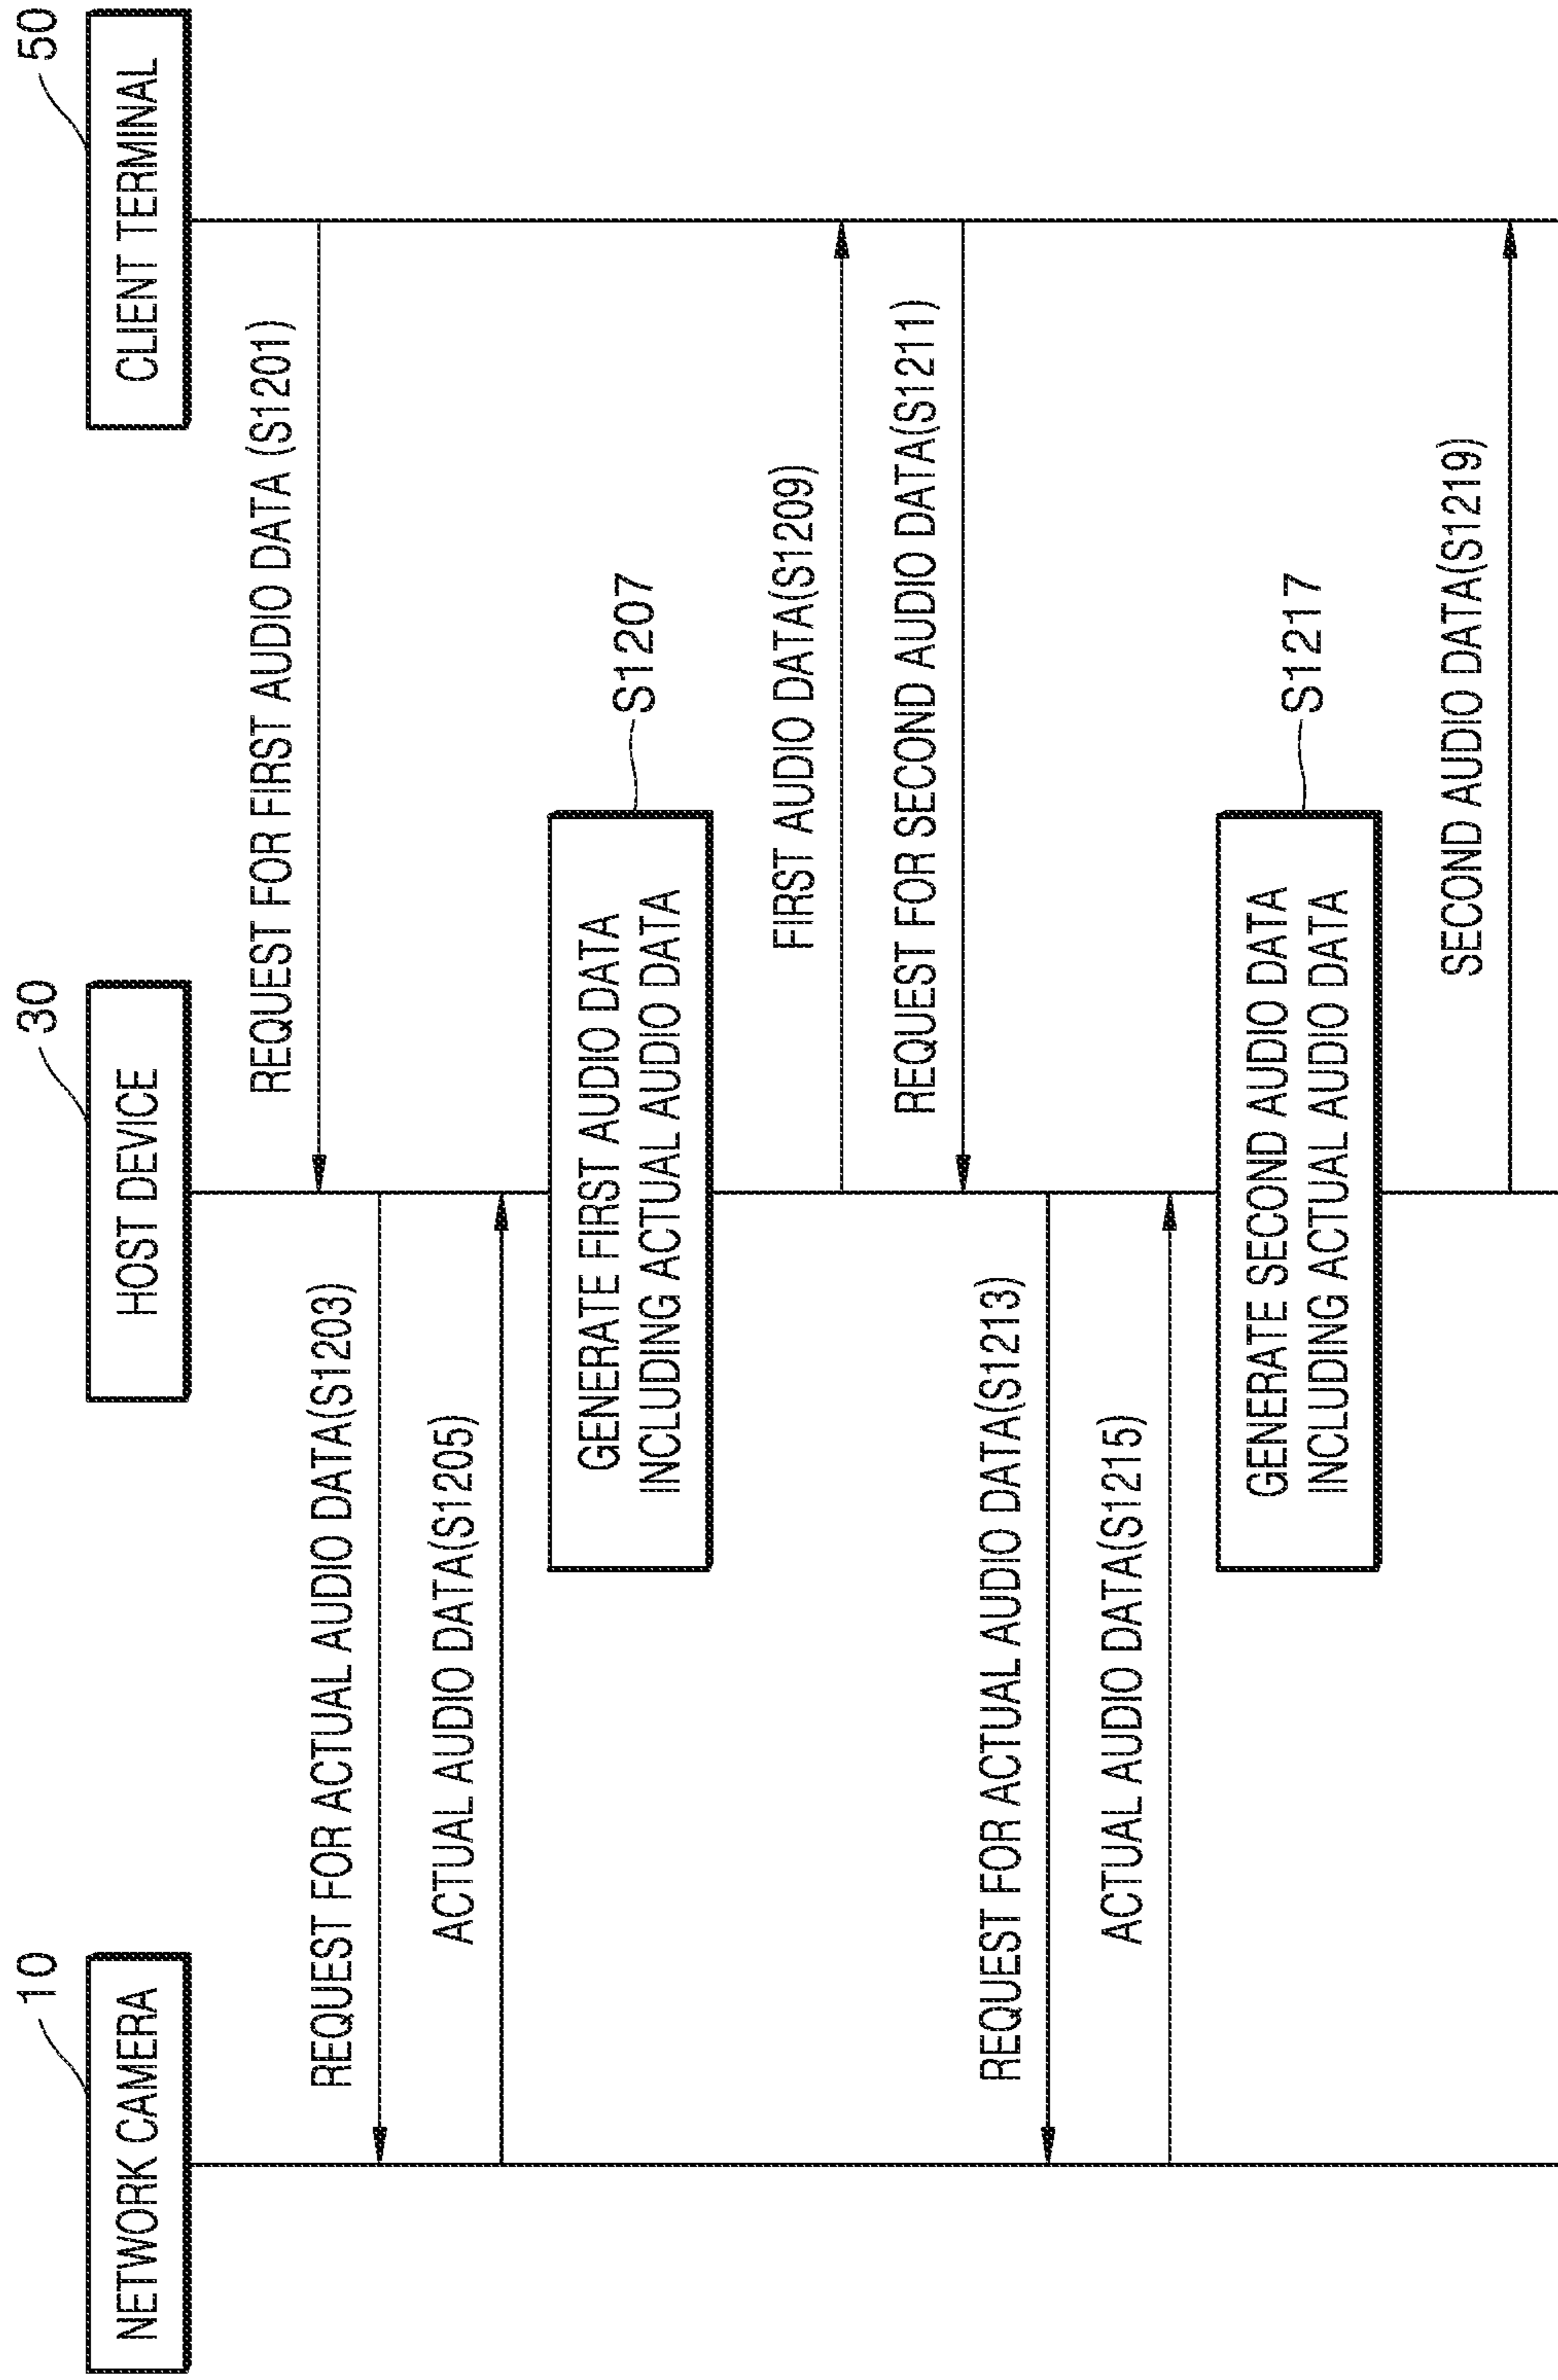 NETWORK CAMERA
10
HOST DEVICE
30
CLIENT TERMINAL
50
REQUEST FOR FIRST AUDIO DATA (S1201)
REQUEST FOR ACTUAL AUDIO DATA(S1203)
ACTUAL AUDIO DATA(S1205)
GENERATE FIRST AUDIO DATA
INCLUDING ACTUAL AUDIO DATA
S1207
FIRST AUDIO DATA(S1209)
REQUEST FOR SECOND AUDIO DATA(S1211)
REQUEST FOR ACTUAL AUDIO DATA(S1213)
ACTUAL AUDIO DATA(S1215)
GENERATE SECOND AUDIO DATA
INCLUDING ACTUAL AUDIO DATA
S1217
SECOND AUDIO DATA(S1219)